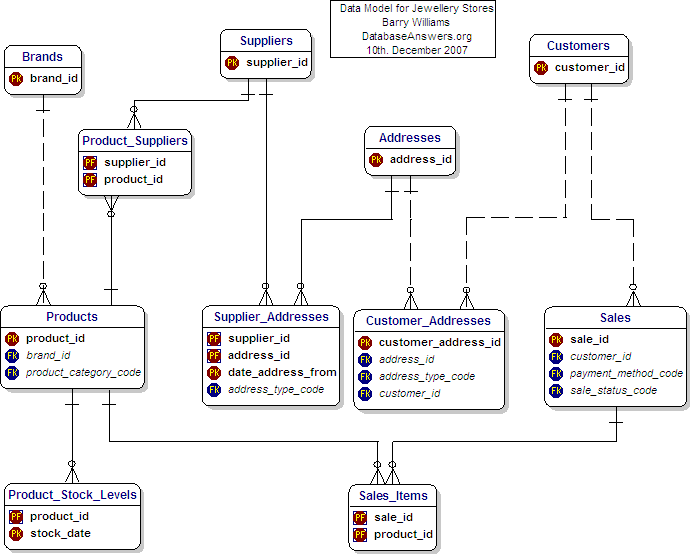 Data Model for Jewellery Stores
Barry Williams
DatabaseAnswers.org
10th. December 2007
Brands
PK brand_id
Suppliers
PK supplier_id
Customers
PK customer_id
Product_Suppliers
PF supplier_id
PF product_id
Addresses
PK address_id
Products
PK product_id
FK brand_id
FK product_category_code
Supplier_Addresses
PF supplier_id
PF address_id
PK date_address_from
FK address_type_code
Customer_Addresses
PK customer_address_id
FK address_id
FK address_type_code
FK customer_id
Sales
PK sale_id
FK customer_id
FK payment_method_code
FK sale_status_code
Product_Stock_Levels
PF product_id
PK stock_date
Sales_Items
PF sale_id
PF product_id